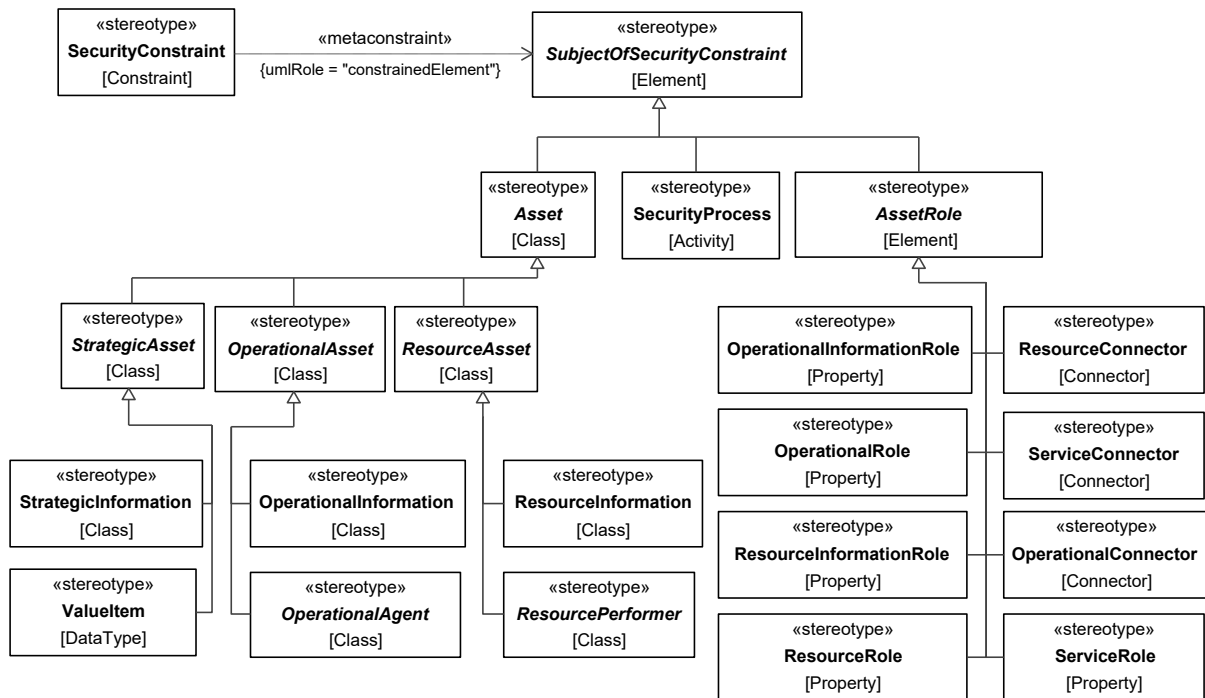 «stereotype»
SecurityConstraint
[Constraint]
«metaconstraint»
{umlRole = "constrainedElement"}
«stereotype»
SubjectOfSecurityConstraint
[Element]
«stereotype»
Asset
[Class]
«stereotype»
SecurityProcess
[Activity]
«stereotype»
AssetRole
[Element]
«stereotype»
StrategicAsset
[Class]
«stereotype»
OperationalAsset
[Class]
«stereotype»
ResourceAsset
[Class]
«stereotype»
OperationalInformationRole
[Property]
«stereotype»
ResourceConnector
[Connector]
«stereotype»
OperationalRole
[Property]
«stereotype»
ServiceConnector
[Connector]
«stereotype»
StrategicInformation
[Class]
«stereotype»
OperationalInformation
[Class]
«stereotype»
ResourceInformation
[Class]
«stereotype»
ResourceInformationRole
[Property]
«stereotype»
OperationalConnector
[Connector]
«stereotype»
ValueItem
[DataType]
«stereotype»
OperationalAgent
[Class]
«stereotype»
ResourcePerformer
[Class]
«stereotype»
ResourceRole
[Property]
«stereotype»
ServiceRole
[Property]